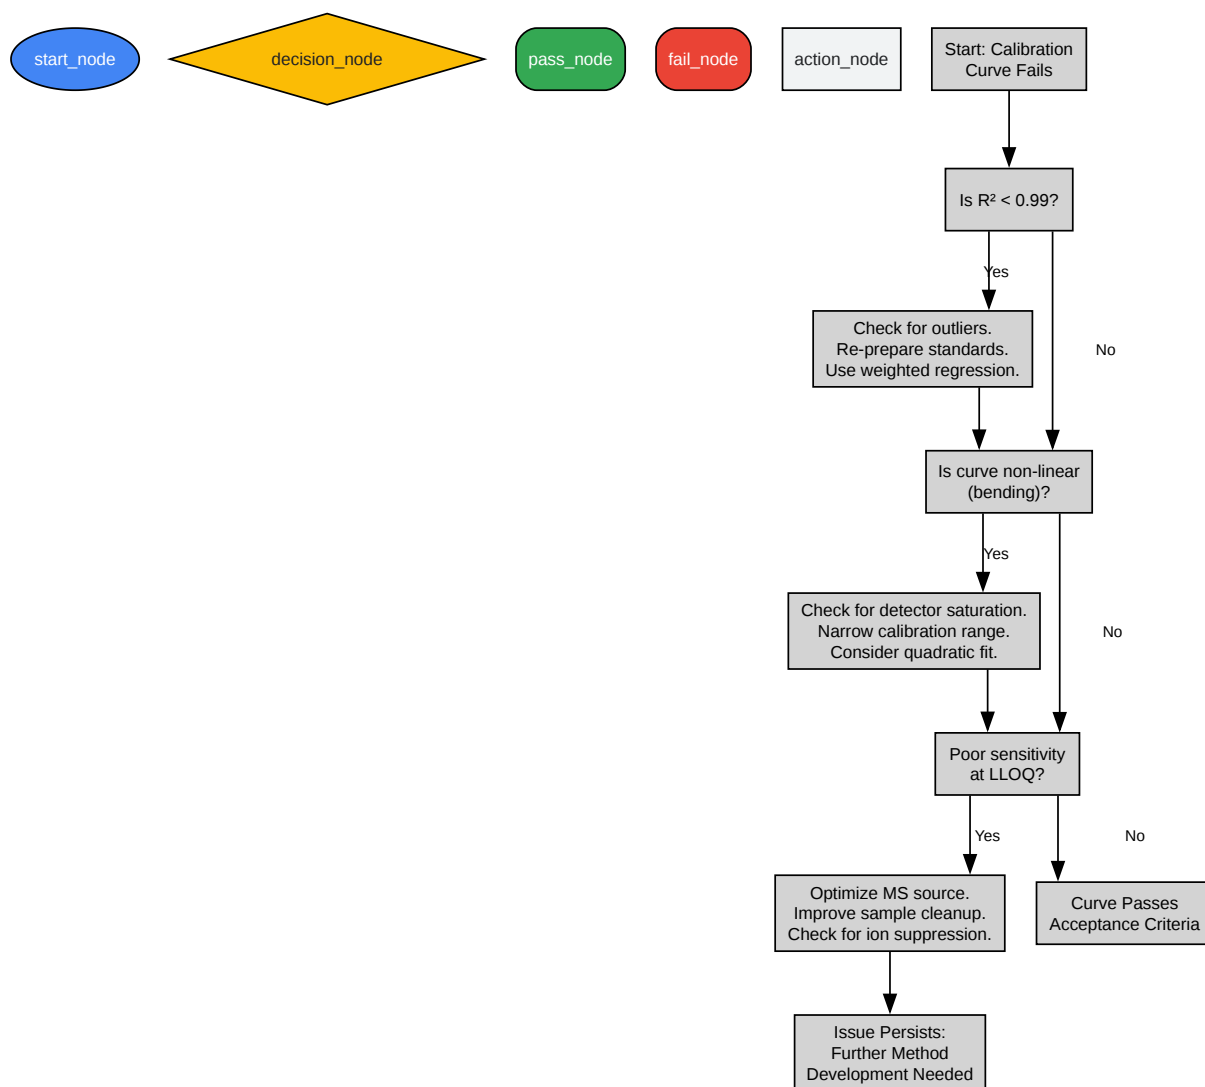 start_node
decision_node
pass_node
fail_node
action_node
Start: Calibration
Curve Fails
Is R² < 0.99?
Yes
Check for outliers.
Re-prepare standards.
Use weighted regression.
No
Is curve non-linear
(bending)?
Yes
Check for detector saturation.
Narrow calibration range.
Consider quadratic fit.
No
Poor sensitivity
at LLOQ?
Yes
No
Optimize MS source.
Improve sample cleanup.
Check for ion suppression.
Curve Passes
Acceptance Criteria
Issue Persists:
Further Method
Development Needed